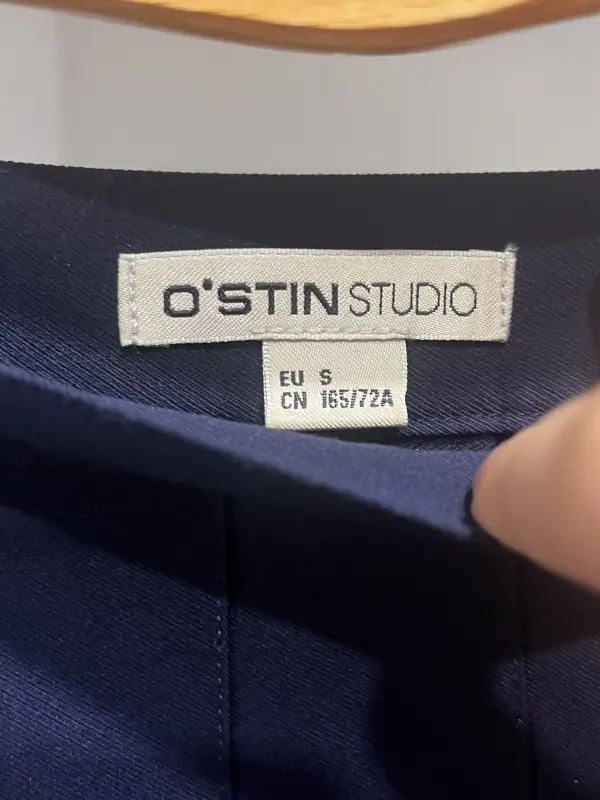 O'STIN STUDIO
EU S
CN 165/72A